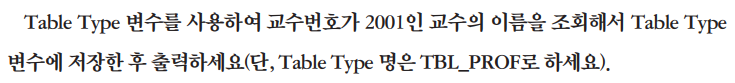 Table Type 변수를 사용하여 교수번호가 2001인 교수의 이름을 조회해서 Table Type
변수에 저장한 후 출력하세요(단, Table Type 명은 TBL_PROF로 하세요).